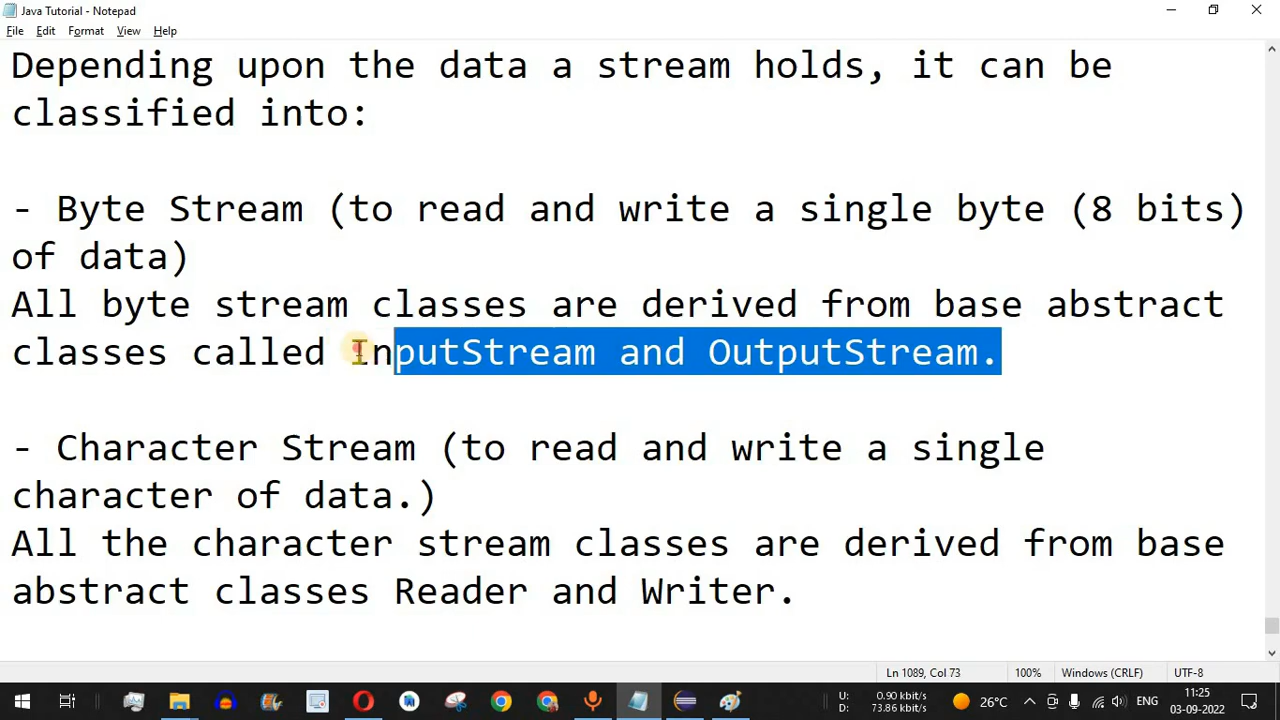 Java Tutorial - Notepad
File Edit Format View Help
Depending upon the data a stream holds, it can be
classified into:
- Byte Stream (to read and write a single byte (8 bits)
of data)
All byte stream classes are derived from base abstract
classes called InputStream and OutputStream.
- Character Stream (to read and write a single
character of data.)
All the character stream classes are derived from base
abstract classes Reader and Writer.
Ln 1089, Col 73 100% Windows (CRLF) UTF-8
U: 0.90 kbit/s
D: 73.86 kbit/s
26°C
ENG
11:25
03-09-2022